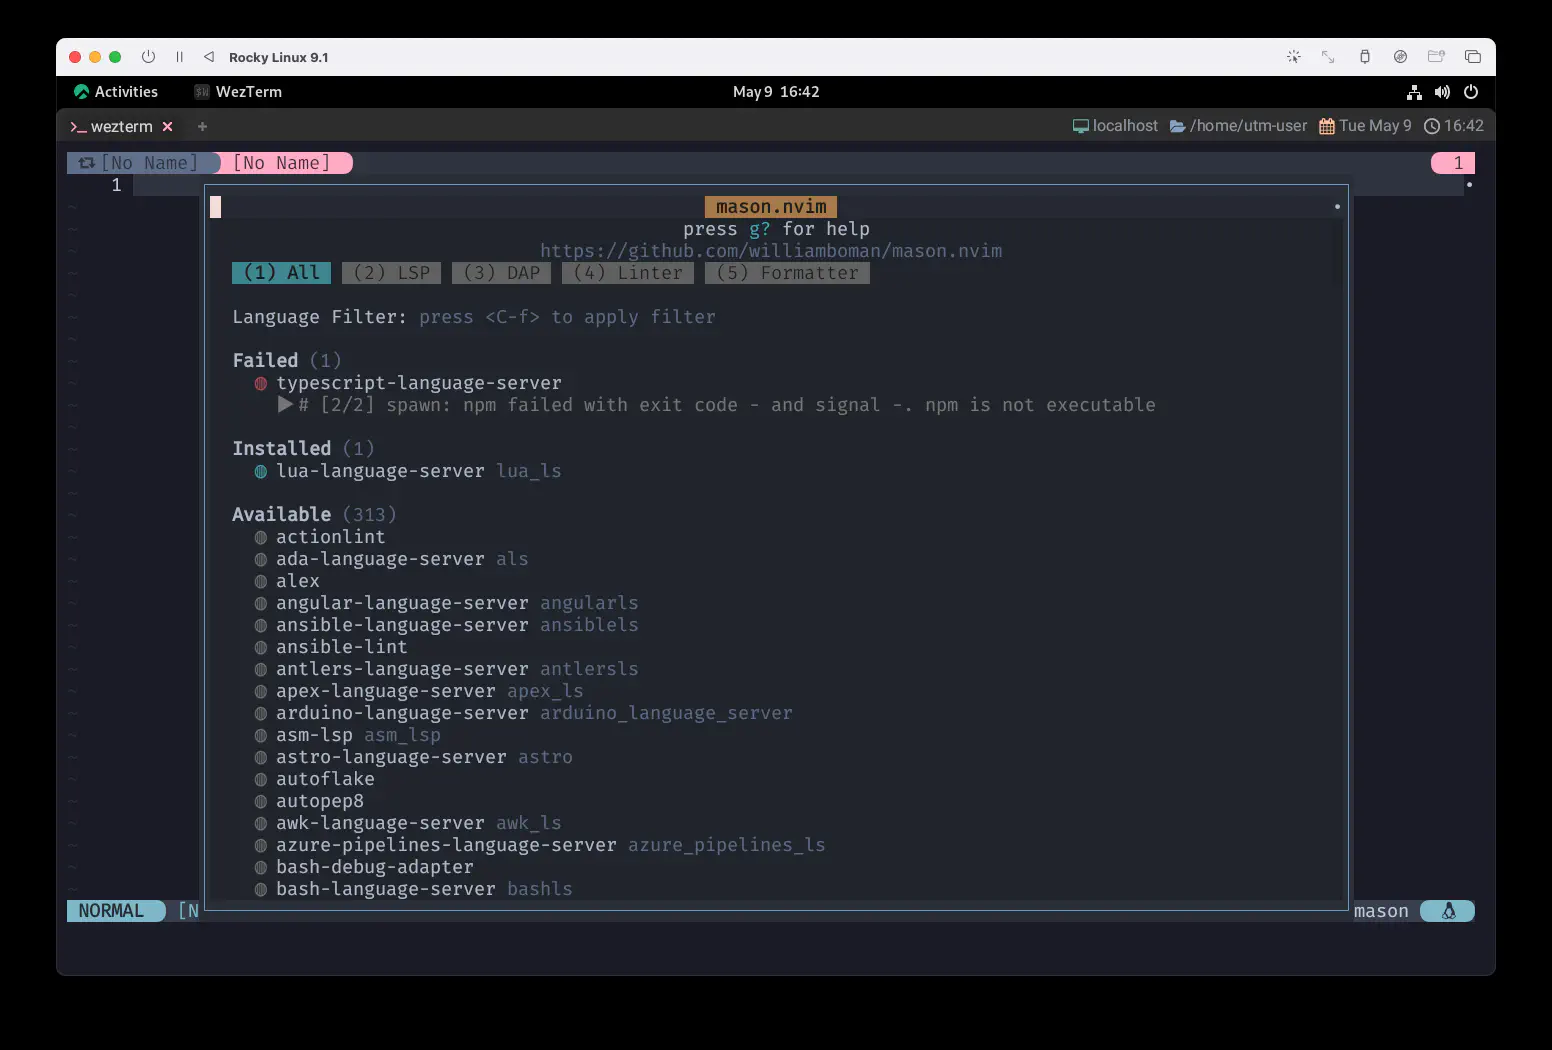 Rocky Linux 9.1
Activities WezTerm May 9 16:42
wezterm × + localhost /home/utm-user Tue May 9 16:42
[No Name] [No Name] 1
1
mason.nvim
press g? for help
https://github.com/williamboman/mason.nvim
(1) All (2) LSP (3) DAP (4) Linter (5) Formatter
Language Filter: press <C-f> to apply filter
Failed (1)
typescript-language-server
▶# [2/2] spawn: npm failed with exit code - and signal -. npm is not executable
Installed (1)
lua-language-server lua_ls
Available (313)
actionlint
ada-language-server als
alex
angular-language-server angularls
ansible-language-server ansiblels
ansible-lint
antlers-language-server antlersls
apex-language-server apex_ls
arduino-language-server arduino_language_server
asm-lsp asm_lsp
astro-language-server astro
autoflake
autopep8
awk-language-server awk_ls
azure-pipelines-language-server azure_pipelines_ls
bash-debug-adapter
bash-language-server bashls
NORMAL [N mason